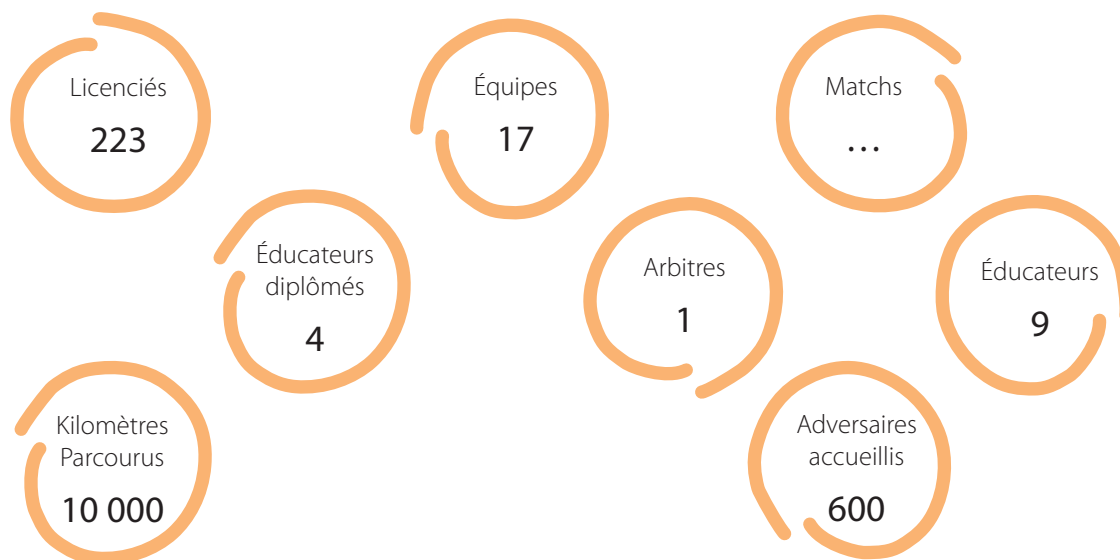 Licenciés
223
Équipes
17
Matchs
...
Éducateurs
diplômés
4
Arbitres
1
Éducateurs
9
Kilomètres
Parcourus
10 000
Adversaires
accueillis
600